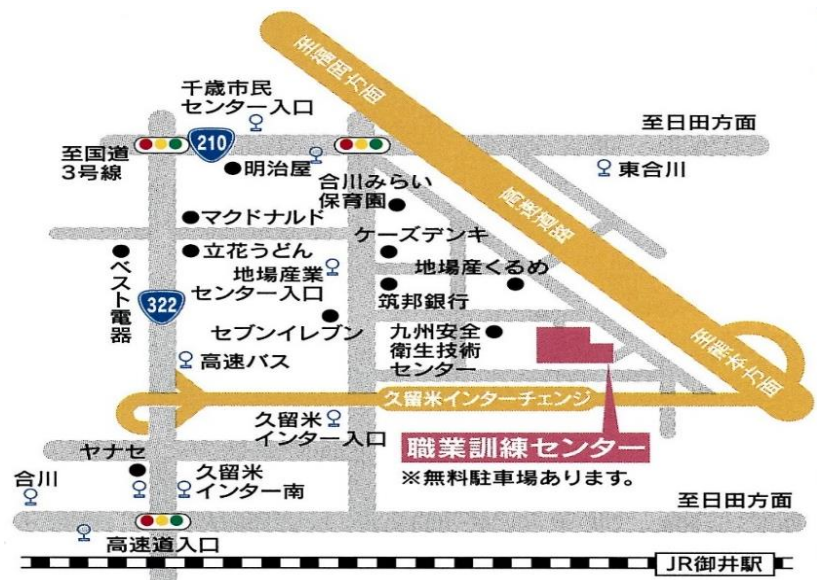 至福岡方面
千歳市民
センター入口
至日田方面
210
至国道
3号線
明治屋
東合川
合川みらい
保育園
高速道路
マクドナルド
ケーズデンキ
立花うどん
地場産業
センター入口
地場産くるめ
ベスト電器
322
筑邦銀行
セブンイレブン
九州安全
衛生技術
センター
至熊本方面
高速バス
久留米インターチェンジ
久留米
インター入口
職業訓練センター
※無料駐車場あります。
ヤナセ
合川
久留米
インター南
至日田方面
高速道入口
JR御井駅